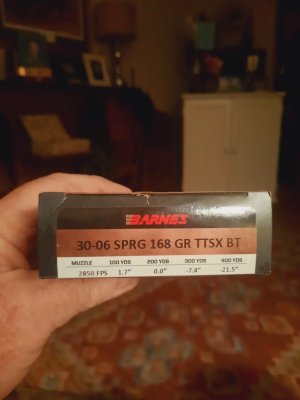 BARNES
30-06 SPRG 168 GR TTSX BT
MUZZLE 100 YDS 200 YDS 300 YDS 400 YDS
2850 FPS 1.7" 0.0" -7.4" -21.5"